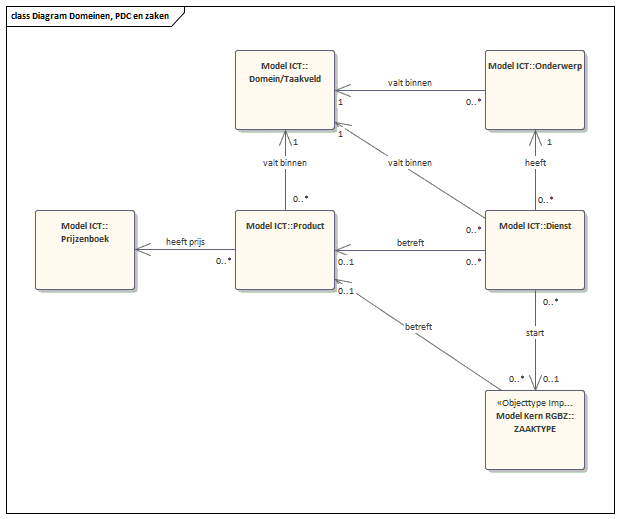 class Diagram Domeinen, PDC en zaken
Model ICT::
Domein/Taakveld
Model ICT::Onderwerp
valt binnen
1
0..*
1
1
1
valt binnen
valt binnen
heeft
0..*
0..*
Model ICT::
Prijzenboek
Model ICT::Product
Model ICT::Dienst
0..*
heeft prijs
betreft
0..*
0..1
0..*
0..1
0..*
betreft
start
0..*
0..1
«Objecttype Imp...
Model Kern RGBZ::
ZAAKTYPE